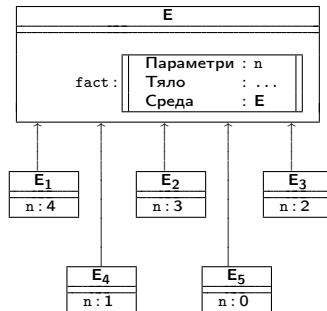 E
Параметри : n
fact : Тяло : ...
Среда : E
E₁ E₂ E₃
n : 4 n : 3 n : 2
E₄ E₅
n : 1 n : 0